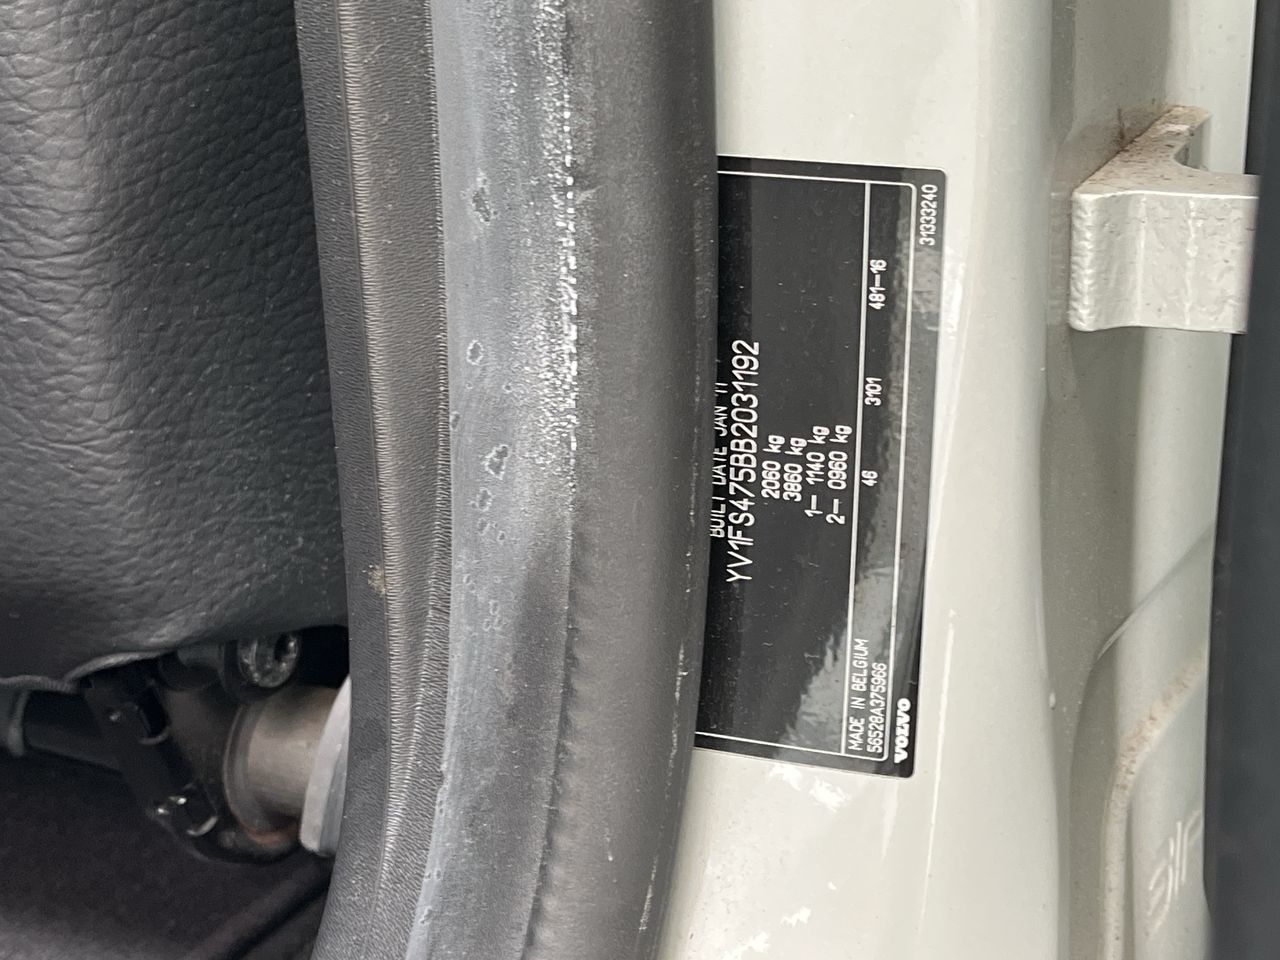 BUILT DATE JAN 11
YV1FS475BB2031192
2060 kg
3860 kg
1– 1140 kg
2– 0960 kg
46 3101 481–16
MADE IN BELGIUM
56528A375966
VOLVO
31333240